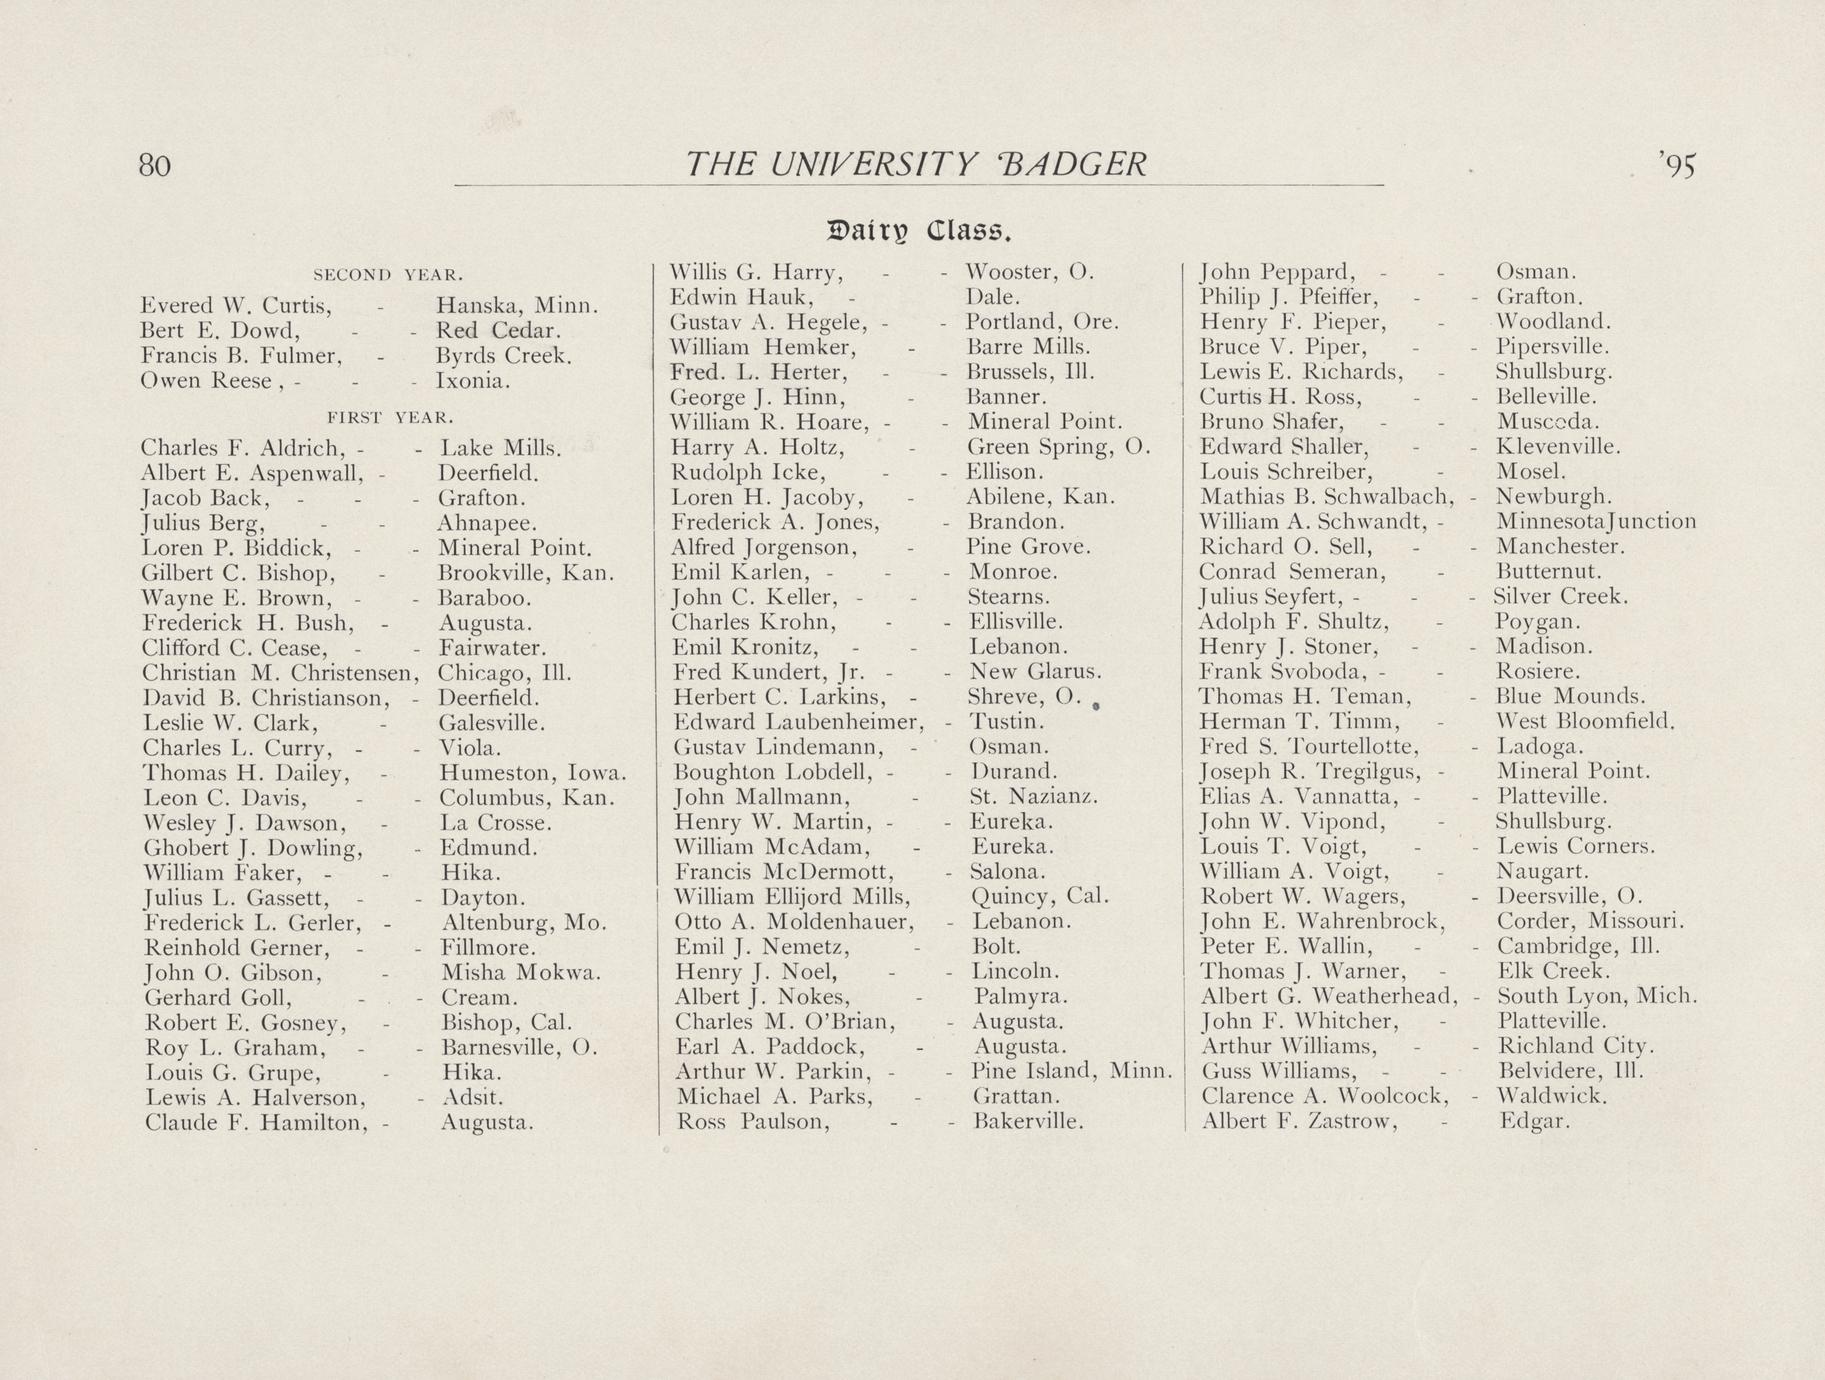 80 THE UNIVERSITY BADGER '95
Dairy Class.
SECOND YEAR.
Evered W. Curtis, - Hanska, Minn.
Bert E. Dowd, - - Red Cedar.
Francis B. Fulmer, - Byrds Creek.
Owen Reese , - - - Ixonia.
FIRST YEAR.
Charles F. Aldrich, - - Lake Mills.
Albert E. Aspenwall, - Deerfield.
Jacob Back, - - - Grafton.
Julius Berg, - - Ahnapee.
Loren P. Biddick, - - Mineral Point.
Gilbert C. Bishop, - Brookville, Kan.
Wayne E. Brown, - - Baraboo.
Frederick H. Bush, - Augusta.
Clifford C. Cease, - - Fairwater.
Christian M. Christensen, Chicago, Ill.
David B. Christianson, - Deerfield.
Leslie W. Clark, - Galesville.
Charles L. Curry, - - Viola.
Thomas H. Dailey, - Humeston, Iowa.
Leon C. Davis, - - Columbus, Kan.
Wesley J. Dawson, - La Crosse.
Ghobert J. Dowling, - Edmund.
William Faker, - - Hika.
Julius L. Gassett, - - Dayton.
Frederick L. Gerler, - Altenburg, Mo.
Reinhold Gerner, - - Fillmore.
John O. Gibson, - Misha Mokwa.
Gerhard Goll, - - Cream.
Robert E. Gosney, - Bishop, Cal.
Roy L. Graham, - - Barnesville, O.
Louis G. Grupe, - Hika.
Lewis A. Halverson, - Adsit.
Claude F. Hamilton, - Augusta.
Willis G. Harry, - - Wooster, O.
Edwin Hauk, - Dale.
Gustav A. Hegele, - - Portland, Ore.
William Hemker, - Barre Mills.
Fred. L. Herter, - - Brussels, Ill.
George J. Hinn, - Banner.
William R. Hoare, - - Mineral Point.
Harry A. Holtz, - Green Spring, O.
Rudolph Icke, - - Ellison.
Loren H. Jacoby, - Abilene, Kan.
Frederick A. Jones, - Brandon.
Alfred Jorgenson, - Pine Grove.
Emil Karlen, - - - Monroe.
John C. Keller, - - Stearns.
Charles Krohn, - - Ellisville.
Emil Kronitz, - - Lebanon.
Fred Kundert, Jr. - - New Glarus.
Herbert C. Larkins, - Shreve, O.
Edward Laubenheimer, - Tustin.
Gustav Lindemann, - Osman.
Boughton Lobdell, - - Durand.
John Mallmann, - St. Nazianz.
Henry W. Martin, - - Eureka.
William McAdam, - Eureka.
Francis McDermott, - Salona.
William Ellijord Mills, Quincy, Cal.
Otto A. Moldenhauer, - Lebanon.
Emil J. Nemetz, - Bolt.
Henry J. Noel, - - Lincoln.
Albert J. Nokes, - Palmyra.
Charles M. O'Brian, - Augusta.
Earl A. Paddock, - Augusta.
Arthur W. Parkin, - - Pine Island, Minn.
Michael A. Parks, - Grattan.
Ross Paulson, - - Bakerville.
John Peppard, - - Osman.
Philip J. Pfeiffer, - - Grafton.
Henry F. Pieper, - Woodland.
Bruce V. Piper, - - Pipersville.
Lewis E. Richards, - Shullsburg.
Curtis H. Ross, - - Belleville.
Bruno Shafer, - - Muscoda.
Edward Shaller, - - Klevenville.
Louis Schreiber, - Mosel.
Mathias B. Schwalbach, - Newburgh.
William A. Schwandt, - MinnesotaJunction
Richard O. Sell, - - Manchester.
Conrad Semeran, - Butternut.
Julius Seyfert, - - - Silver Creek.
Adolph F. Shultz, - Poygan.
Henry J. Stoner, - - Madison.
Frank Svoboda, - - Rosiere.
Thomas H. Teman, - Blue Mounds.
Herman T. Timm, - West Bloomfield.
Fred S. Tourtellotte, - Ladoga.
Joseph R. Tregilgus, - Mineral Point.
Elias A. Vannatta, - - Platteville.
John W. Vipond, - Shullsburg.
Louis T. Voigt, - - Lewis Corners.
William A. Voigt, - Naugart.
Robert W. Wagers, - Deersville, O.
John E. Wahrenbrock, Corder, Missouri.
Peter E. Wallin, - - Cambridge, Ill.
Thomas J. Warner, - Elk Creek.
Albert G. Weatherhead, - South Lyon, Mich.
John F. Whitcher, - Platteville.
Arthur Williams, - - Richland City.
Guss Williams, - - Belvidere, Ill.
Clarence A. Woolcock, - Waldwick.
Albert F. Zastrow, - Edgar.